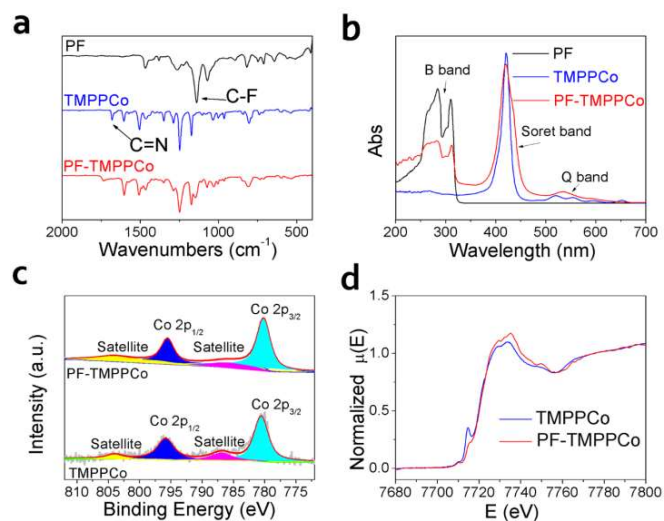 a
PF
TMPPCo
C-F
C=N
PF-TMPPCo
2000 1500 1000 500
Wavenumbers (cm⁻¹)
b
PF
TMPPCo
PF-TMPPCo
B band
Soret band
Q band
Abs
200 300 400 500 600 700
Wavelength (nm)
c
Co 2p3/2
Co 2p1/2
Satellite
Satellite
PF-TMPPCo
Co 2p3/2
Co 2p1/2
Satellite
Satellite
TMPPCo
Intensity (a.u.)
810 805 800 795 790 785 780 775
Binding Energy (eV)
d
1.5
1.0
0.5
0.0
Normalized μ(E)
TMPPCo
PF-TMPPCo
7680 7700 7720 7740 7760 7780 7800
E (eV)